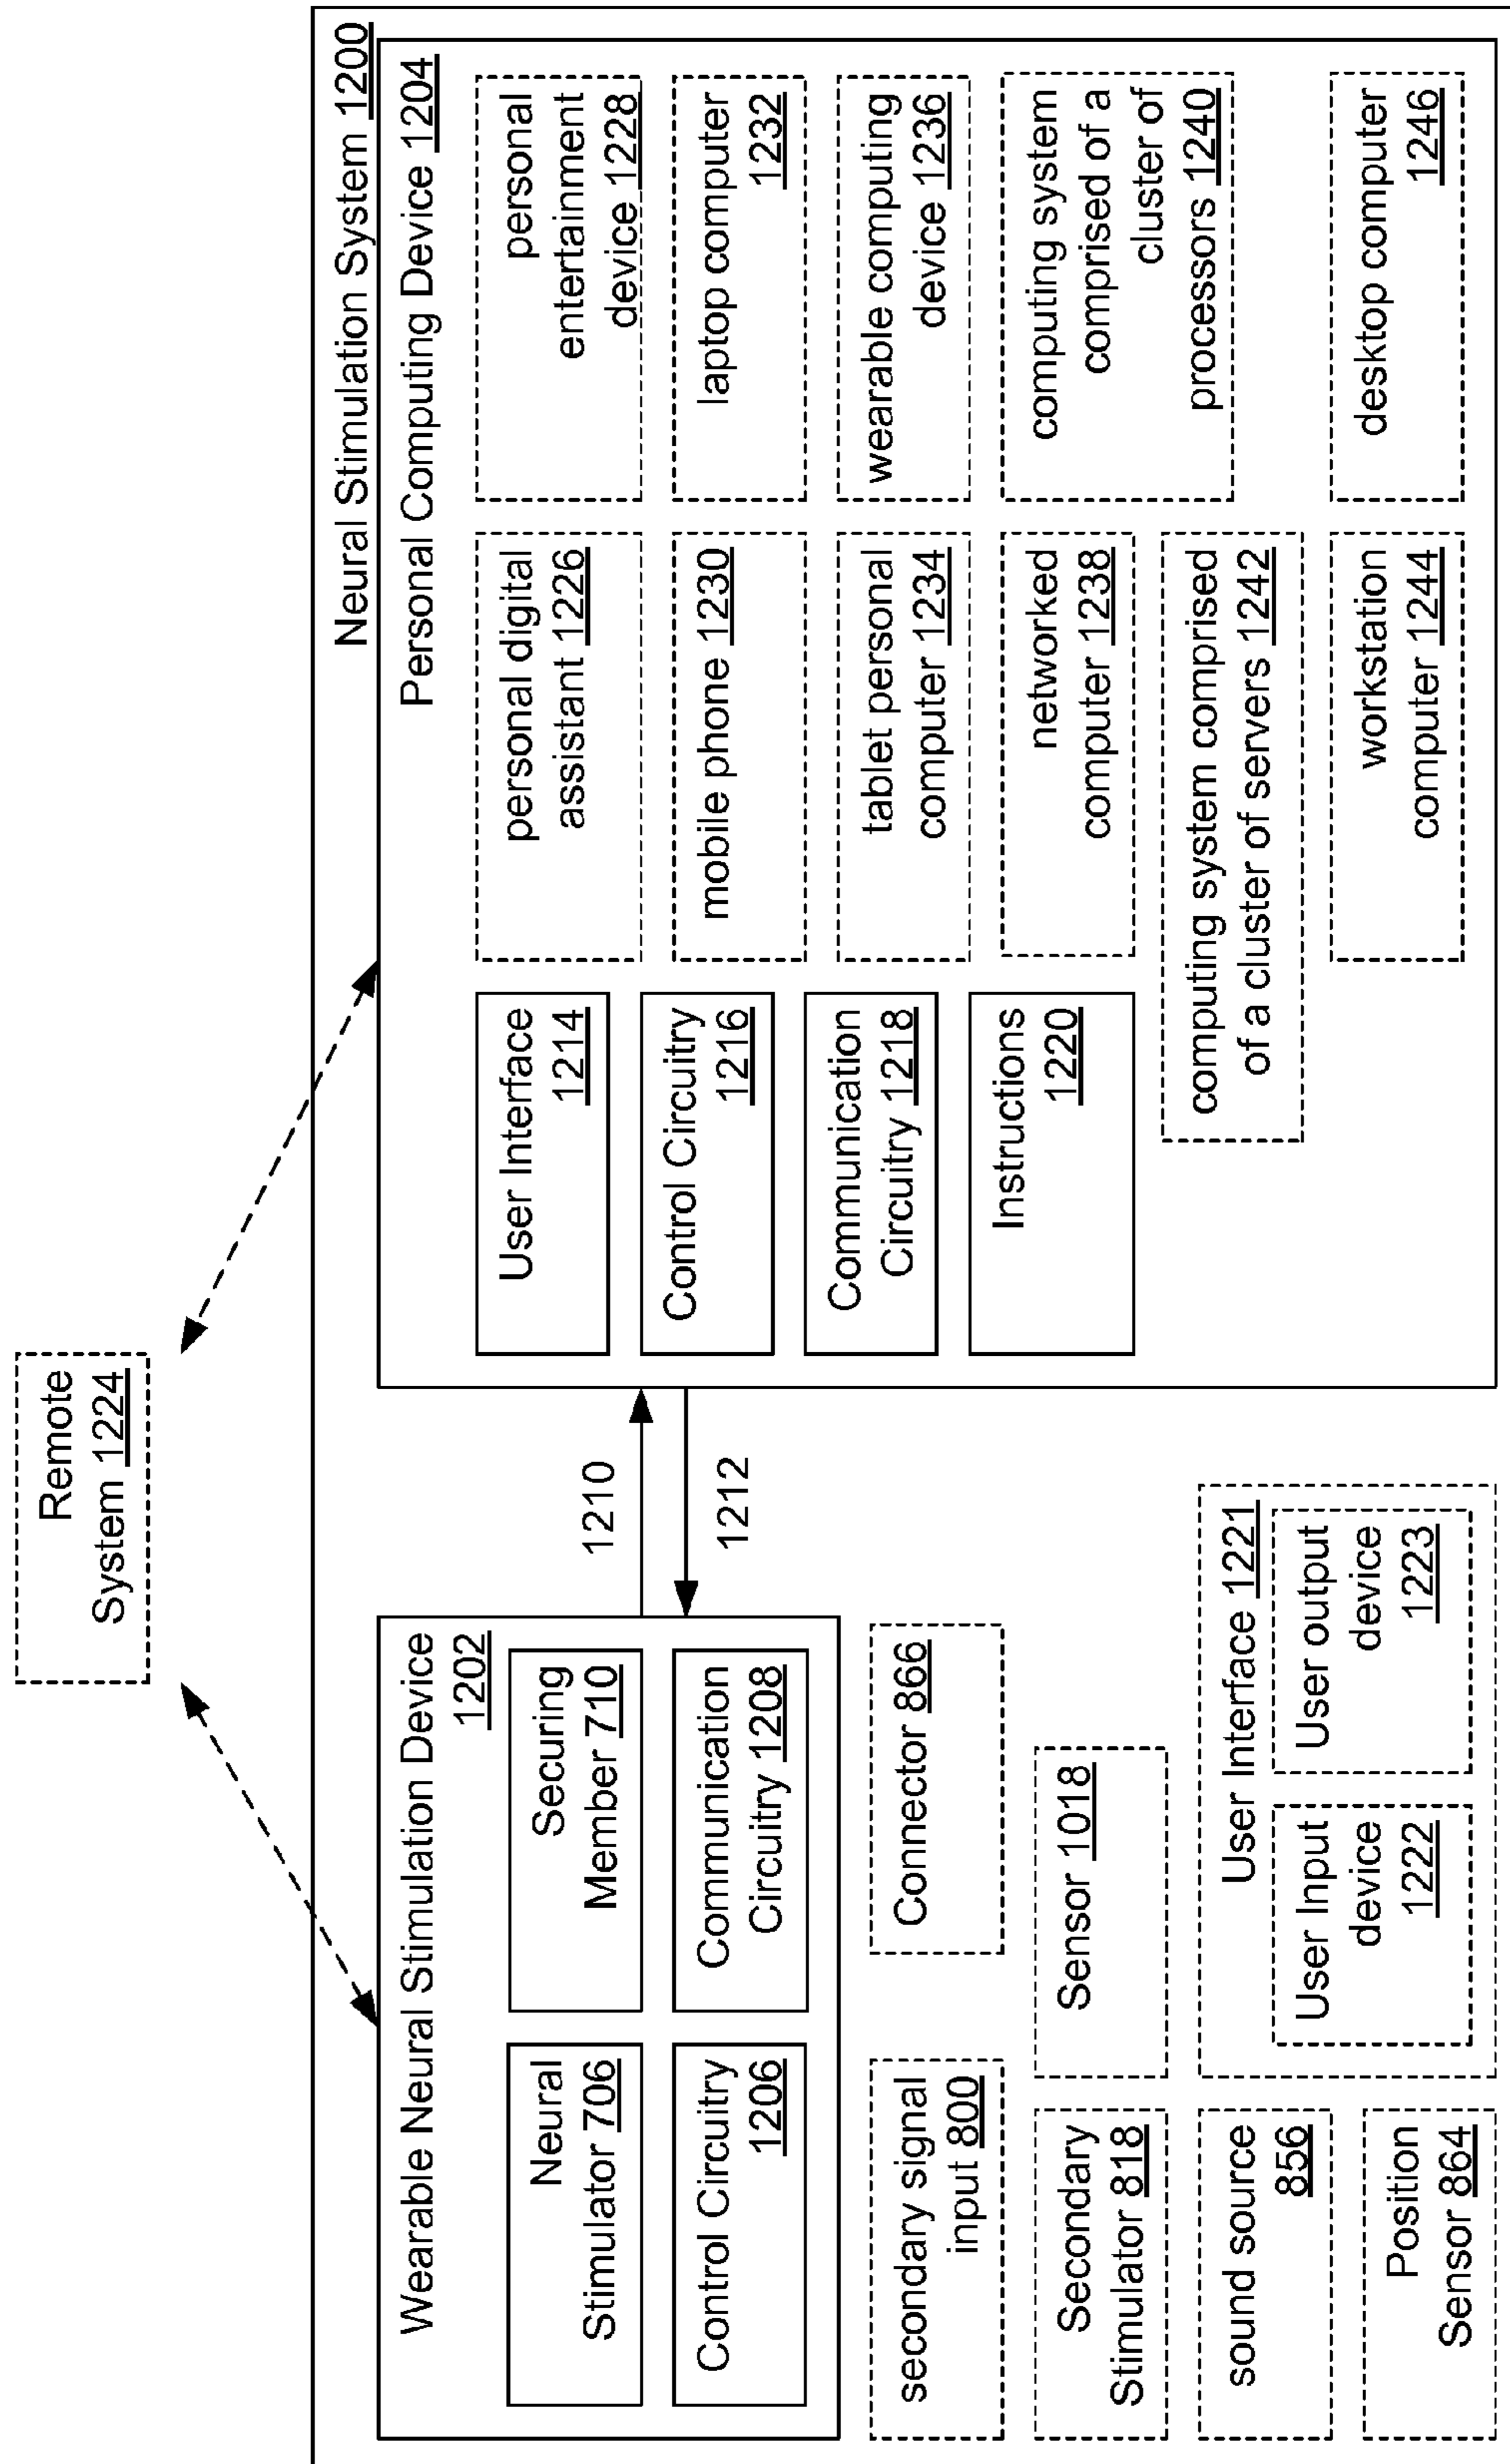 Remote
System 1224
Neural Stimulation System 1200
Wearable Neural Stimulation Device
1202
Neural
Stimulator 706
Securing
Member 710
Control Circuitry
1206
Communication
Circuitry 1208
1210
1212
secondary signal
input 800
Connector 866
Secondary
Stimulator 818
Sensor 1018
sound source
856
Position
Sensor 864
User Interface 1221
User Input
device
1222
User output
device
1223
Personal Computing Device 1204
User Interface
1214
Control Circuitry
1216
Communication
Circuitry 1218
Instructions
1220
personal digital
assistant 1226
personal
entertainment
device 1228
mobile phone 1230
laptop computer
1232
tablet personal
computer 1234
wearable computing
device 1236
networked
computer 1238
computing system
comprised of a
cluster of
processors 1240
computing system comprised
of a cluster of servers 1242
workstation
computer 1244
desktop computer
1246